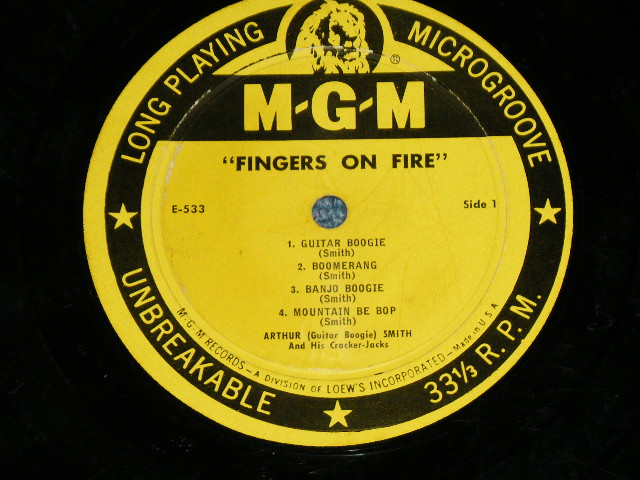 LONG PLAYING
MICROGROOVE
®
M-G-M
"FINGERS ON FIRE"
E-533
Side 1
1. GUITAR BOOGIE
(Smith)
2. BOOMERANG
(Smith)
3. BANJO BOOGIE
(Smith)
4. MOUNTAIN BE BOP
(Smith)
ARTHUR (Guitar Boogie) SMITH
And His Cracker-Jacks
M-G-M RECORDS—A DIVISION OF LOEW'S INCORPORATED—Made in U.S.A
UNBREAKABLE
33⅓ R. P. M.